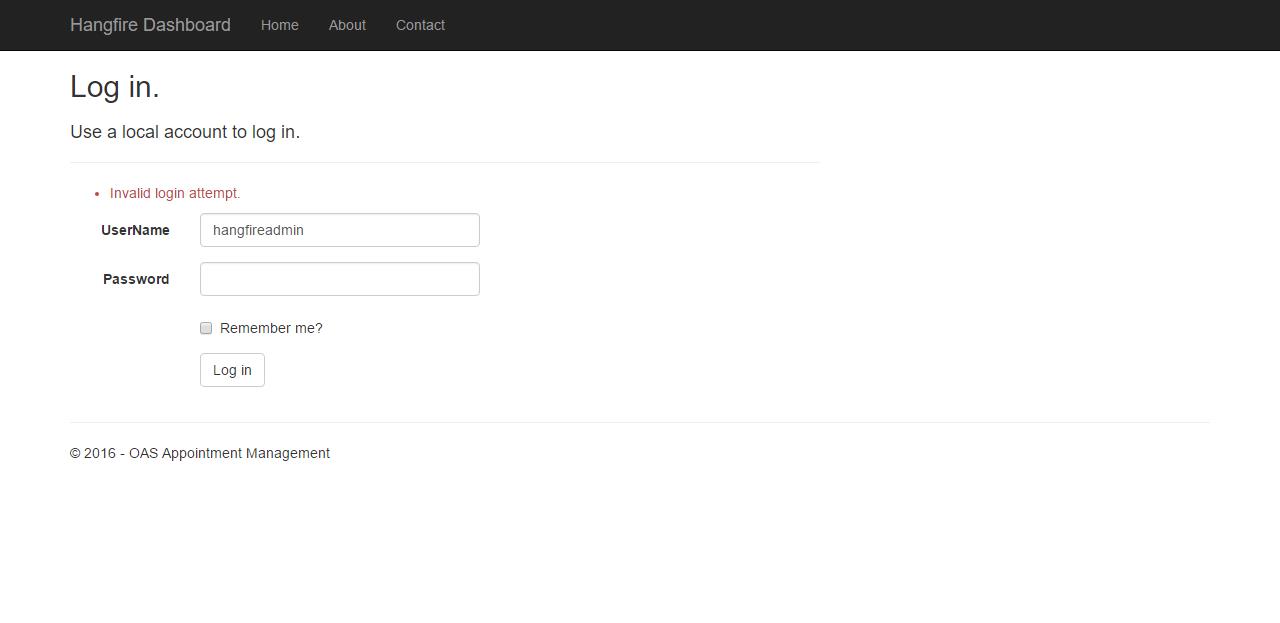 Hangfire Dashboard Home About Contact
Log in.
Use a local account to log in.
Invalid login attempt.
UserName hangfireadmin
Password
Remember me?
Log in
© 2016 - OAS Appointment Management